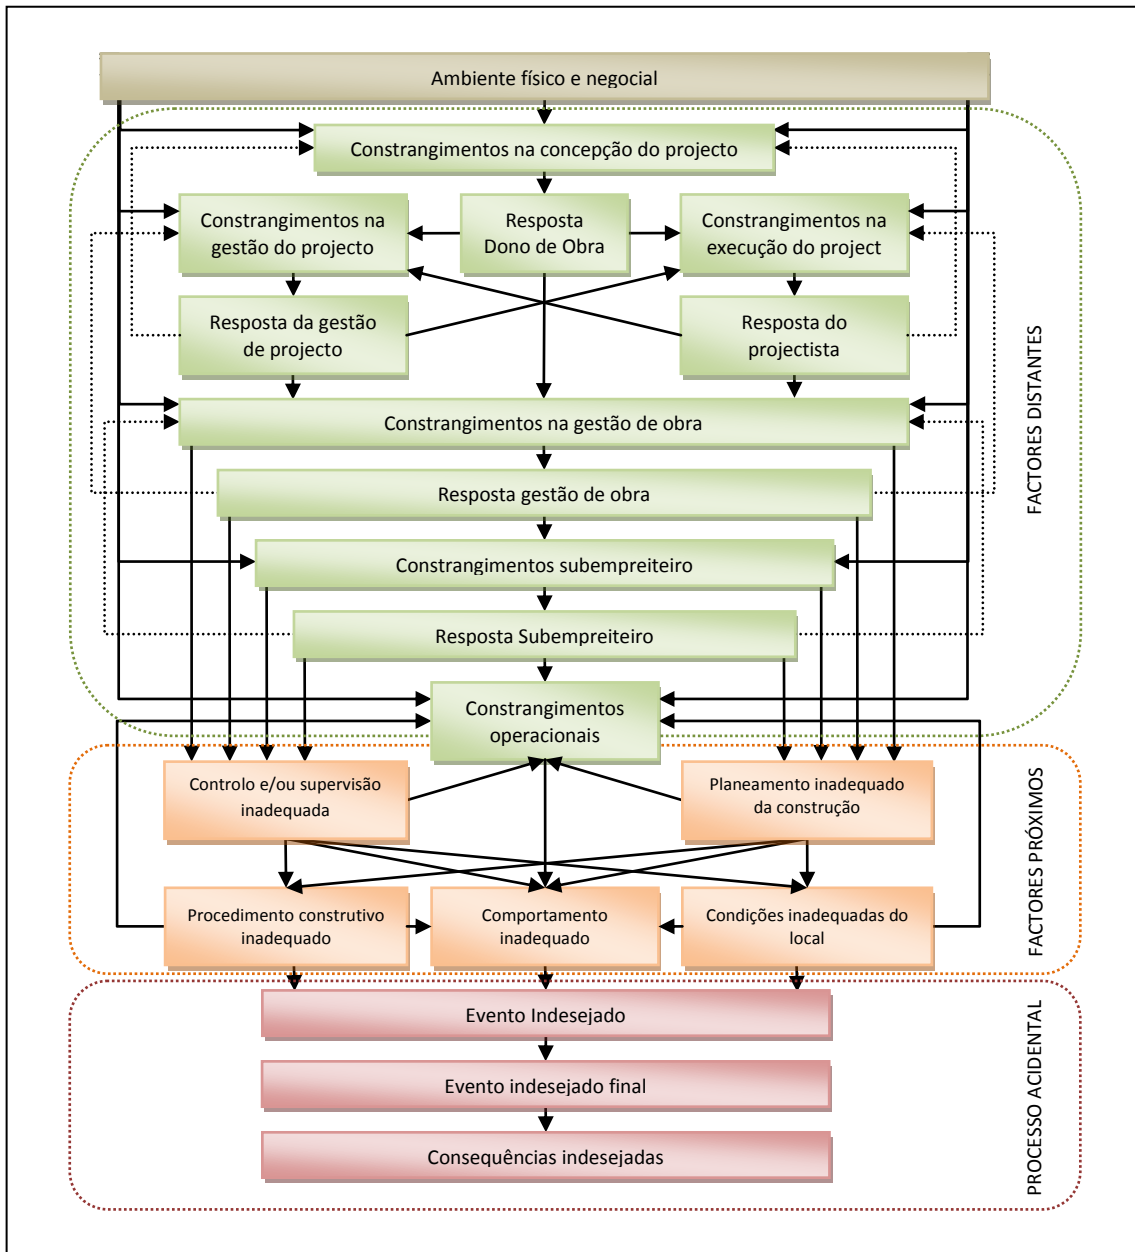 Ambiente físico e negocial
Constrangimentos na concepção do projecto
Constrangimentos na
gestão do projecto
Resposta
Dono de Obra
Constrangimentos na
execução do project
Resposta da gestão
de projecto
Resposta do
projectista
Constrangimentos na gestão de obra
Resposta gestão de obra
Constrangimentos subempreiteiro
Resposta Subempreiteiro
Constrangimentos
operacionais
FACTORES DISTANTES
Controlo e/ou supervisão
inadequada
Planeamento inadequado
da construção
Procedimento construtivo
inadequado
Comportamento
inadequado
Condições inadequadas do
local
FACTORES PRÓXIMOS
Evento Indesejado
Evento indesejado final
Consequências indesejadas
PROCESSO ACIDENTAL